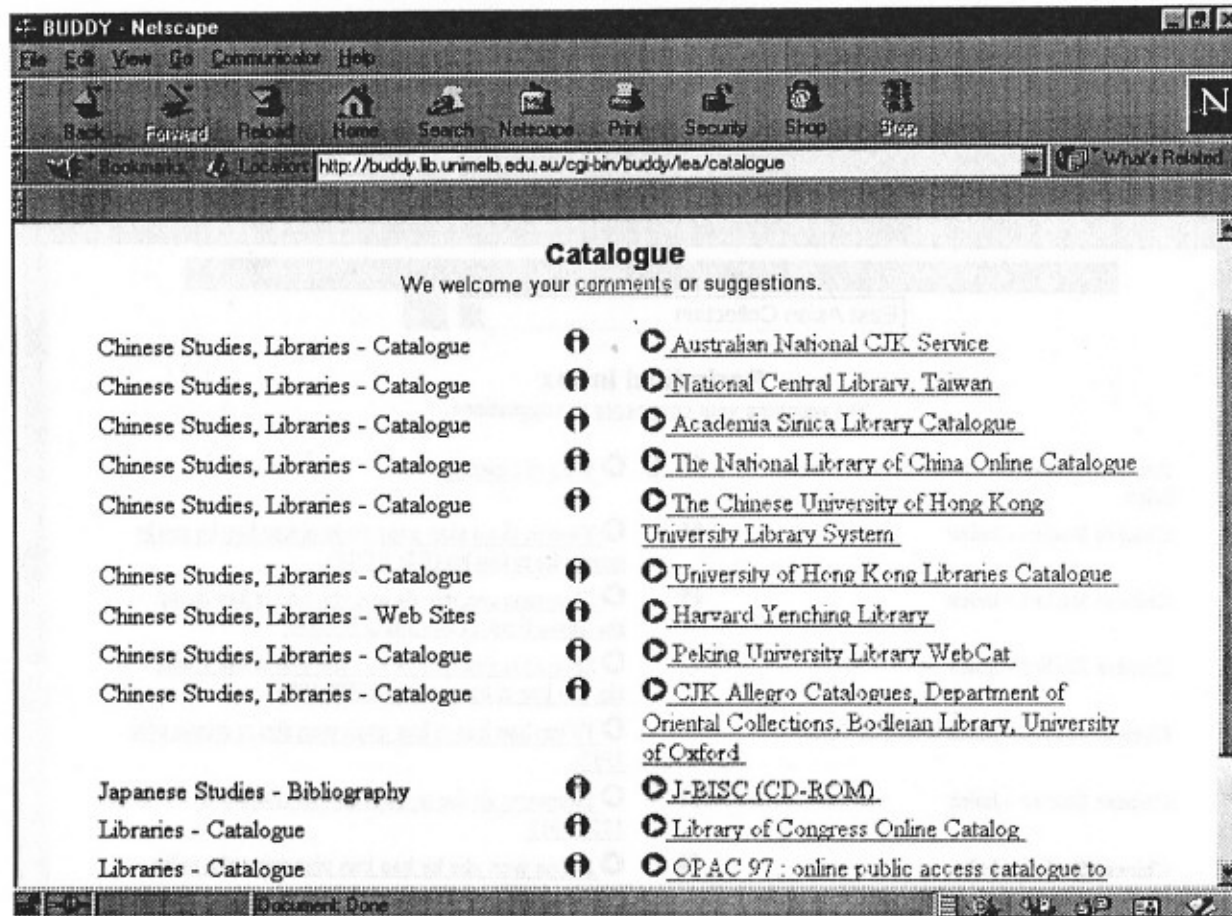 BUDDY - Netscape
File Edit View Go Communicator Help
Back Forward Reload Home Search Netscape Print Security Shop Stop
N
Bookmarks Location: http://buddy.lib.unimelb.edu.au/cgi-bin/buddy/lea/catalogue What's Related
Catalogue
We welcome your comments or suggestions.
Chinese Studies, Libraries - Catalogue Australian National CJK Service
Chinese Studies, Libraries - Catalogue National Central Library, Taiwan
Chinese Studies, Libraries - Catalogue Academia Sinica Library Catalogue
Chinese Studies, Libraries - Catalogue The National Library of China Online Catalogue
Chinese Studies, Libraries - Catalogue The Chinese University of Hong Kong
University Library System
Chinese Studies, Libraries - Catalogue University of Hong Kong Libraries Catalogue
Chinese Studies, Libraries - Web Sites Harvard Yenching Library
Chinese Studies, Libraries - Catalogue Peking University Library WebCat
Chinese Studies, Libraries - Catalogue CJK Allegro Catalogues, Department of
Oriental Collections, Bodleian Library, University
of Oxford
Japanese Studies - Bibliography J-BISC (CD-ROM)
Libraries - Catalogue Library of Congress Online Catalog
Libraries - Catalogue OPAC 97 : online public access catalogue to
Document: Done